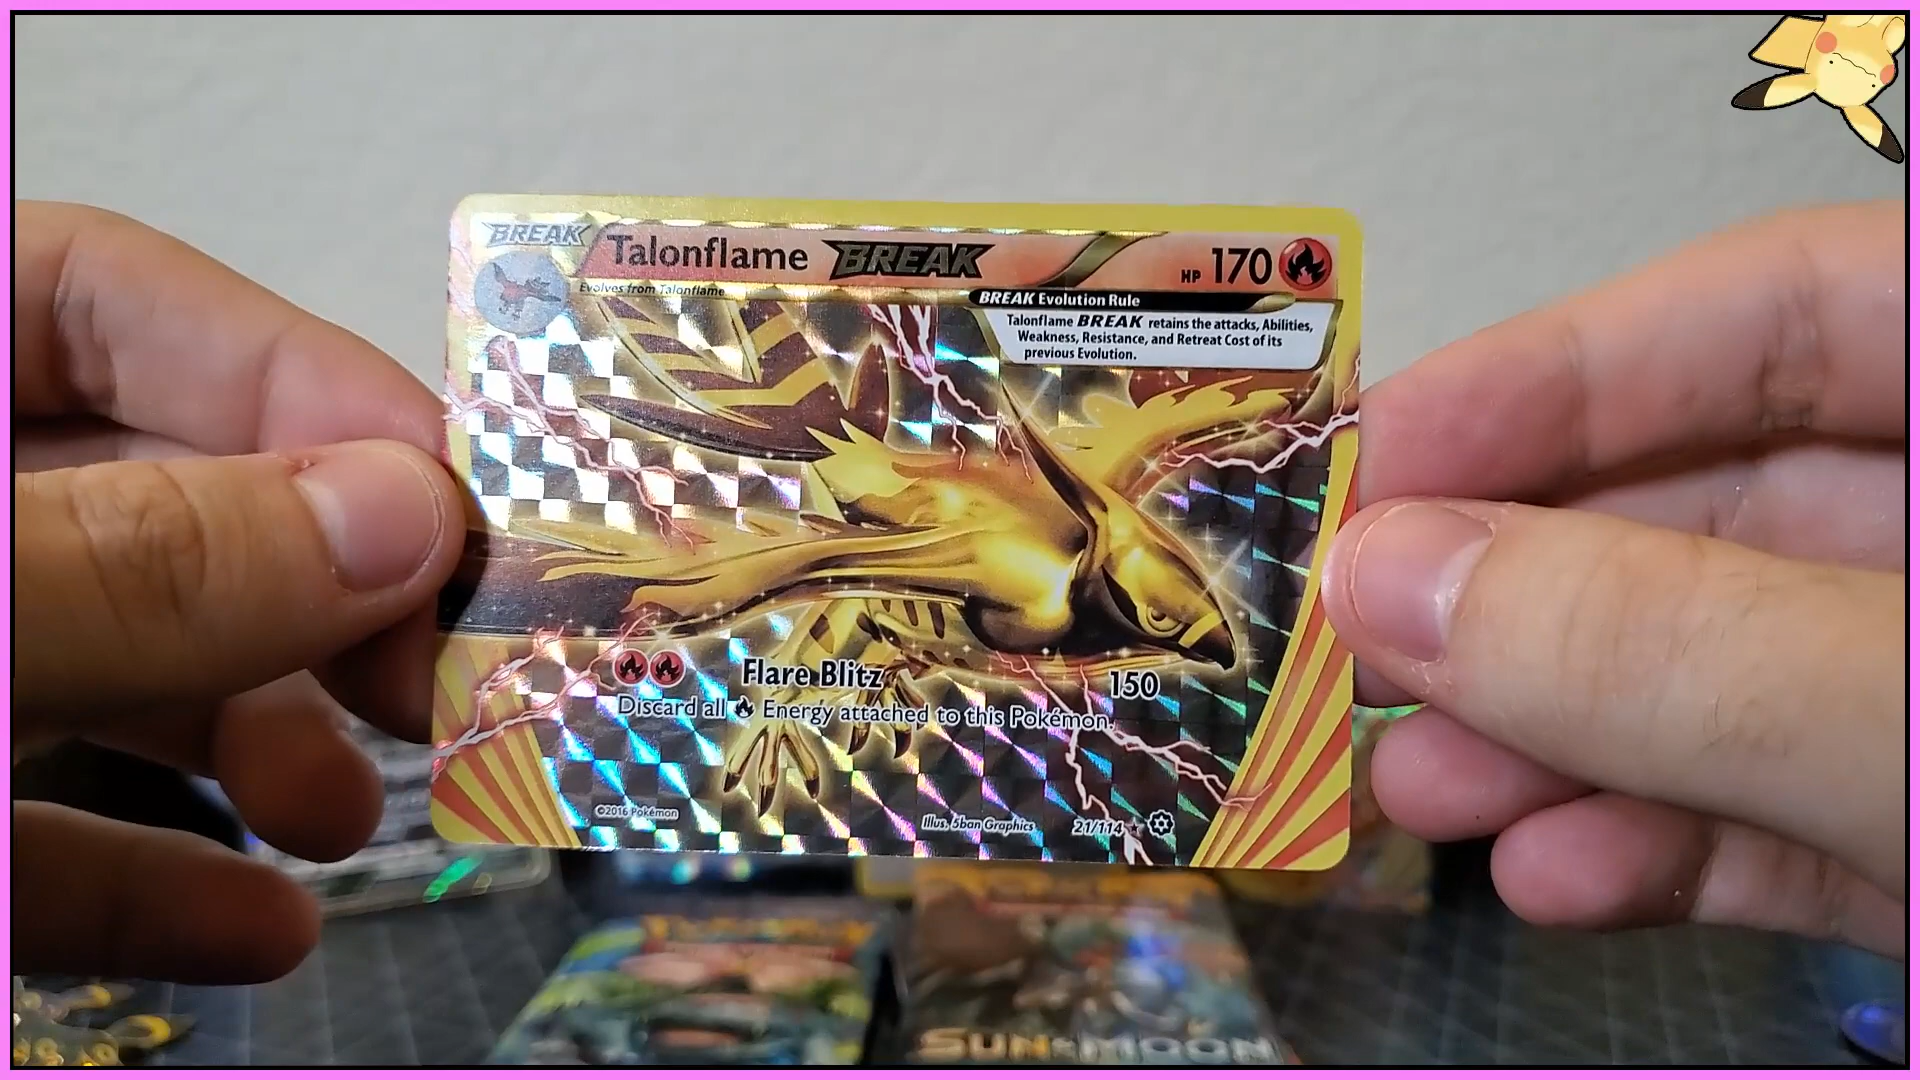 BREAK
Talonflame BREAK
HP 170
Evolves from Talonflame
BREAK Evolution Rule
Talonflame BREAK retains the attacks, Abilities,
Weakness, Resistance, and Retreat Cost of its
previous Evolution.
Flare Blitz 150
Discard all Energy attached to this Pokémon.
©2016 Pokémon
Illus. 5ban Graphics
21/114
SUN & MOON